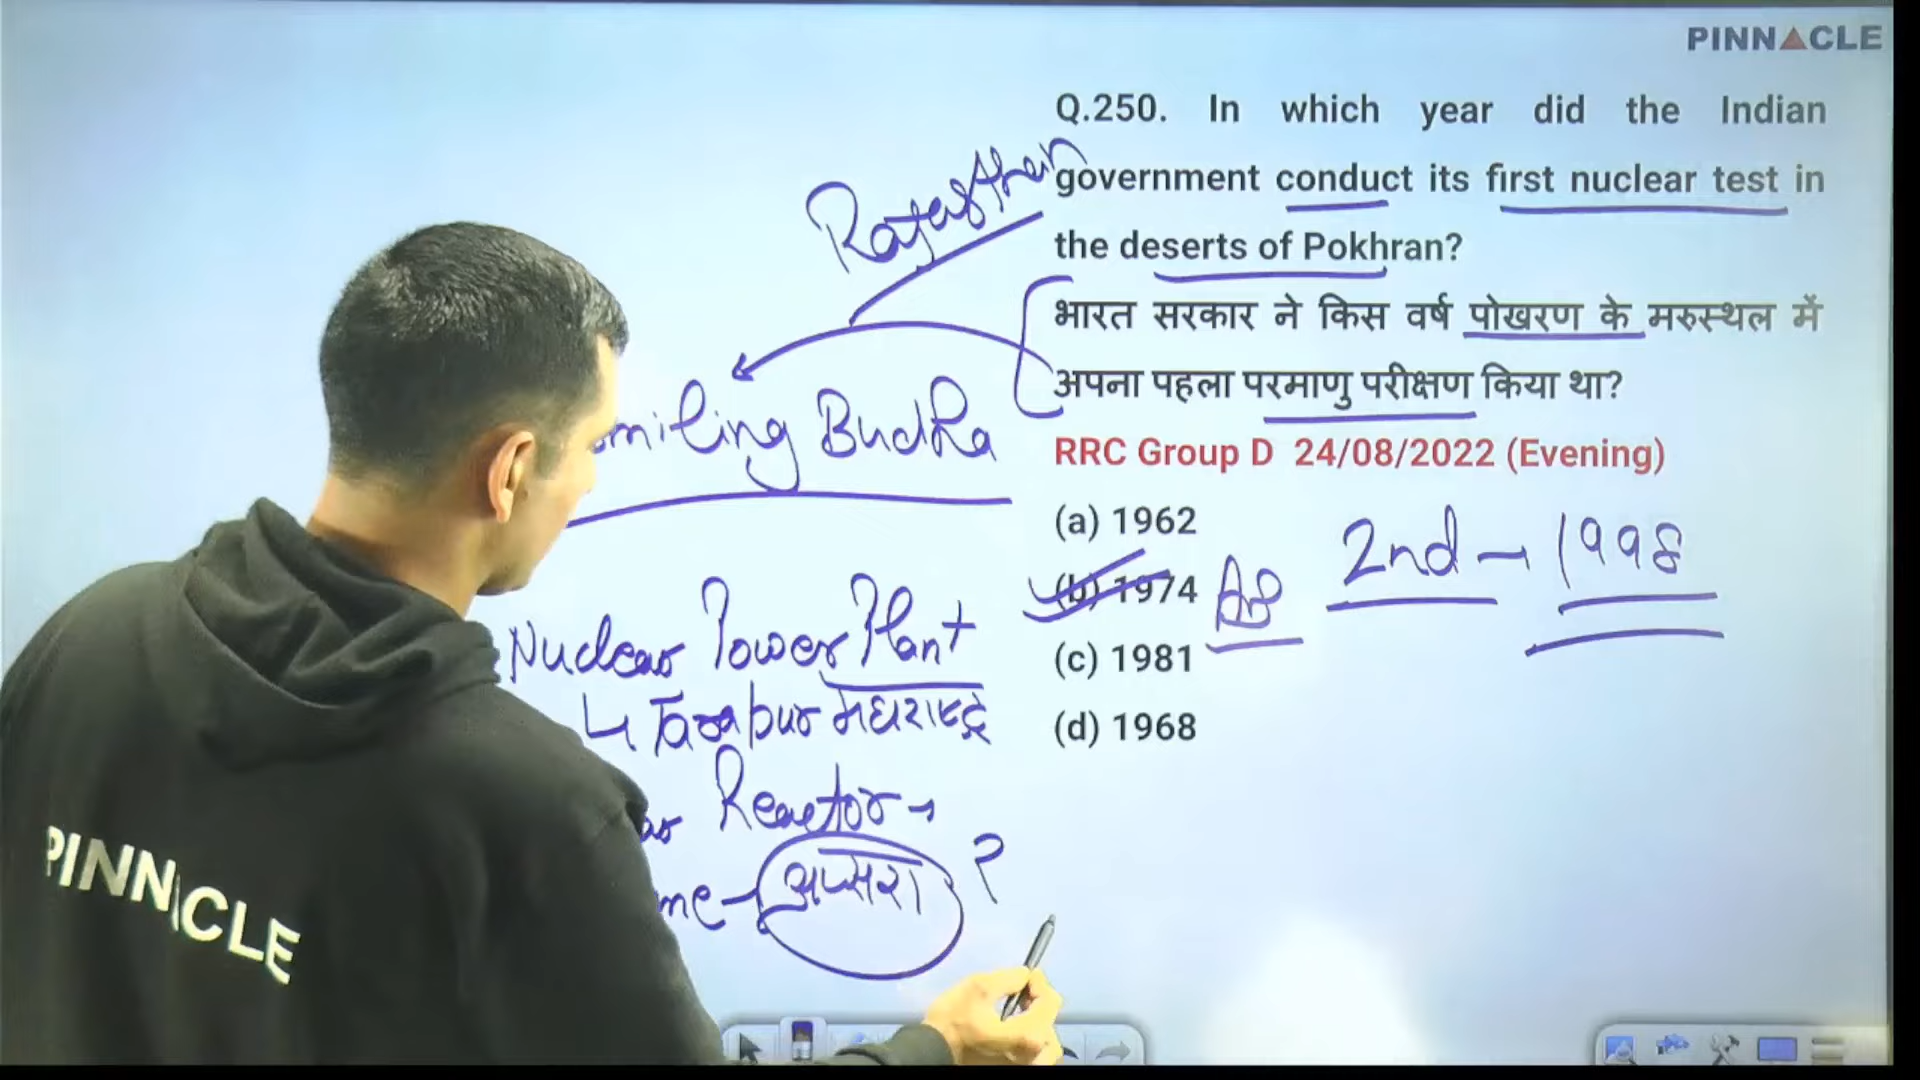 PINNACLE
Q.250. In which year did the Indian
government conduct its first nuclear test in
the deserts of Pokhran?
भारत सरकार ने किस वर्ष पोखरण के मरुस्थल में
अपना पहला परमाणु परीक्षण किया था?
RRC Group D 24/08/2022 (Evening)
(a) 1962
(b) 1974
(c) 1981
(d) 1968
2nd → 1998
Rajasthan
miling Budha
Nuclear Power Plant
↳ Tarapur
Reactor →
me → अप्सरा ?
PINNACLE